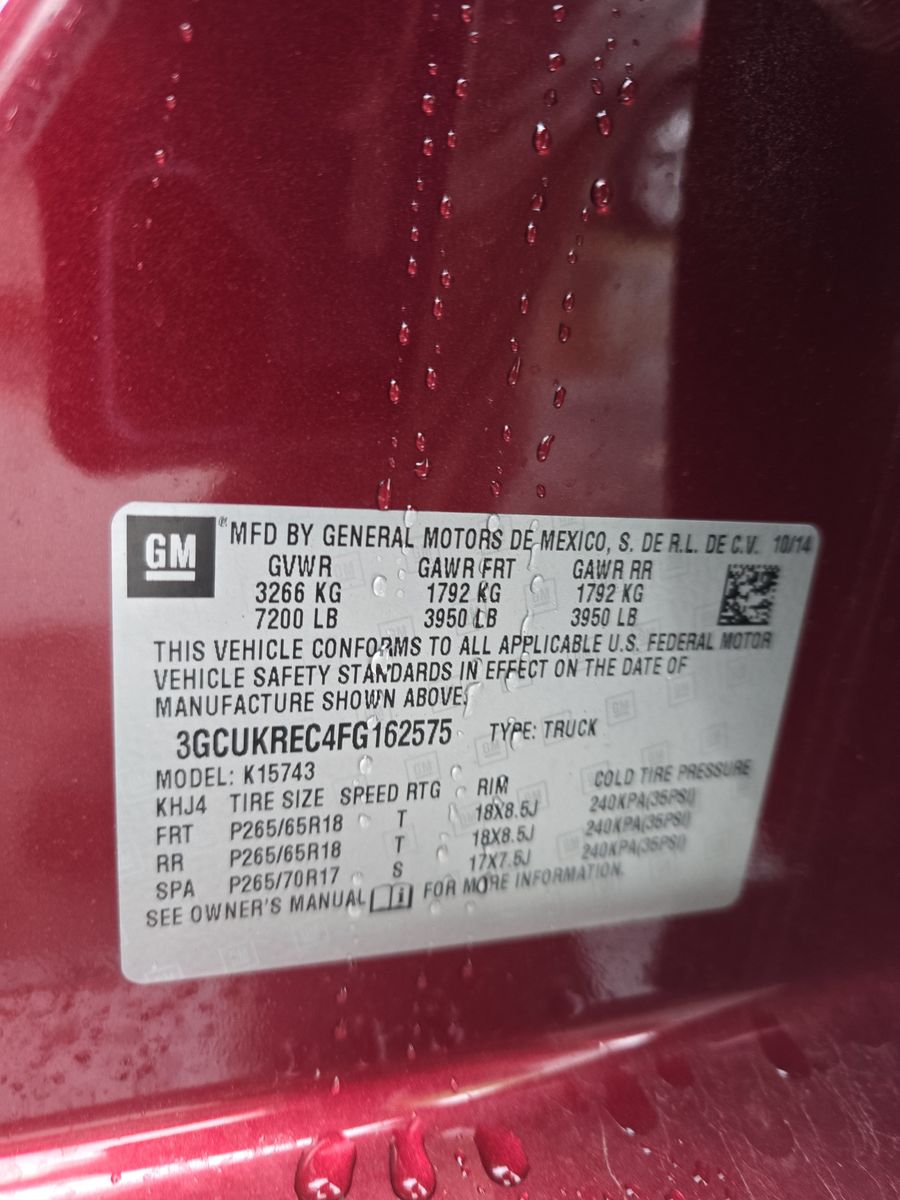 GM
® MFD BY GENERAL MOTORS DE MEXICO, S. DE R.L. DE C.V. 10/14
GVWR GAWR FRT GAWR RR
3266 KG 1792 KG 1792 KG
7200 LB 3950 LB 3950 LB
THIS VEHICLE CONFORMS TO ALL APPLICABLE U.S. FEDERAL MOTOR
VEHICLE SAFETY STANDARDS IN EFFECT ON THE DATE OF
MANUFACTURE SHOWN ABOVE.
3GCUKREC4FG162575 TYPE: TRUCK
MODEL: K15743
KHJ4 TIRE SIZE SPEED RTG RIM COLD TIRE PRESSURE
FRT P265/65R18 T 18X8.5J 240KPA(35PSI)
RR P265/65R18 T 18X8.5J 240KPA(35PSI)
SPA P265/70R17 S 17X7.5J 240KPA(35PSI)
SEE OWNER'S MANUAL FOR MORE INFORMATION.